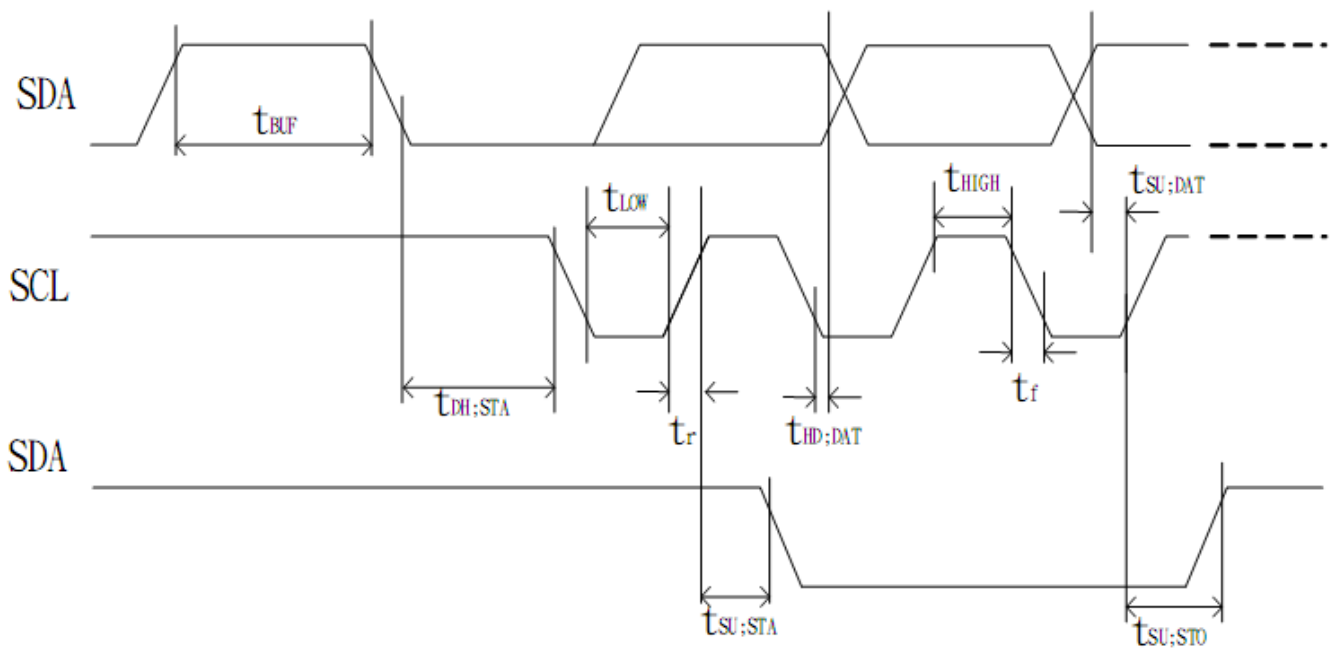 SDA
tBUF
tLOW
tHIGH
tSU;DAT
SCL
tDH;STA
tr
tHD;DAT
tf
SDA
tSU;STA
tSU;STO